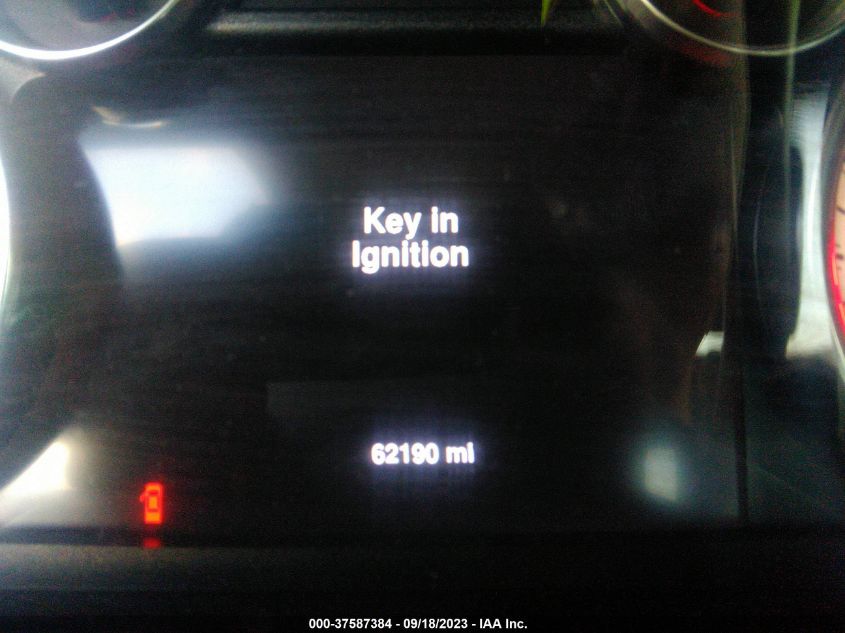 Key in
Ignition
62190 mi
000-37587384 - 09/18/2023 - IAA Inc.